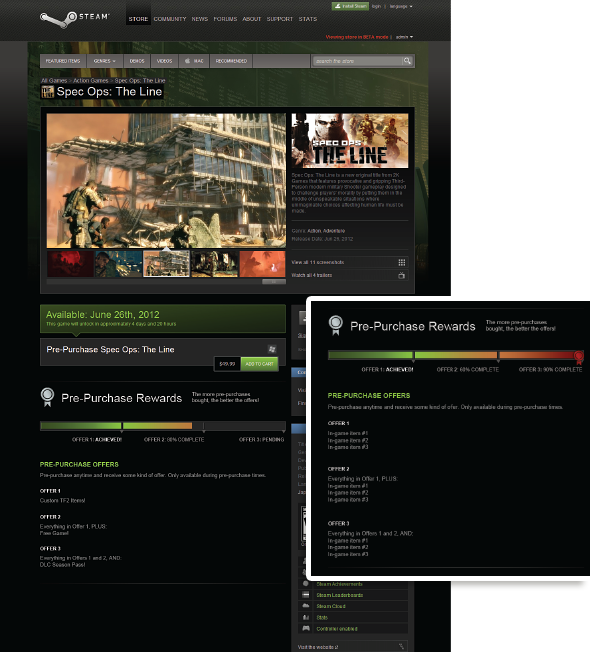 Install Steam login | language
STEAM™
STORE COMMUNITY NEWS FORUMS ABOUT SUPPORT STATS
Viewing store in BETA mode | admin
FEATURED ITEMS GENRES DEMOS VIDEOS MAC RECOMMENDED search the store
All Games > Action Games > Spec Ops: The Line
Spec Ops: The Line
SPEC OPS
THE LINE
Spec Ops: The Line is a new original title from 2K
Games that features provocative and gripping Third-
Person modern military Shooter gameplay designed
to challenge players' morality by putting them in the
middle of unspeakable situations where
unimaginable choices affecting human life must be
made.
Genre: Action, Adventure
Release Date: Jun 26, 2012
View all 11 screenshots
Watch all 4 trailers
Available: June 26th, 2012
This game will unlock in approximately 4 days and 20 hours
Pre-Purchase Spec Ops: The Line
$49.99 ADD TO CART
Pre-Purchase Rewards
The more pre-purchases
bought, the better the offers!
OFFER 1: ACHIEVED! OFFER 2: 80% COMPLETE OFFER 3: PENDING
PRE-PURCHASE OFFERS
Pre-purchase anytime and receive some kind of offer. Only available during pre-purchase times.
OFFER 1
Custom TF2 Items!
OFFER 2
Everything in Offer 1, PLUS:
Free Game!
OFFER 3
Everything in Offers 1 and 2, AND:
DLC Season Pass!
Pre-Purchase Rewards
The more pre-purchases
bought, the better the offers!
OFFER 1: ACHIEVED! OFFER 2: 60% COMPLETE OFFER 3: 90% COMPLETE
PRE-PURCHASE OFFERS
Pre-purchase anytime and receive some kind of offer. Only available during pre-purchase times.
OFFER 1
In-game item #1
In-game item #2
In-game item #3
OFFER 2
Everything in Offer 1, PLUS:
In-game item #1
In-game item #2
In-game item #3
OFFER 3
Everything in Offers 1 and 2, AND:
In-game item #1
In-game item #2
In-game item #3
Steam Achievements
Steam Leaderboards
Steam Cloud
Stats
Controller enabled
Visit the website